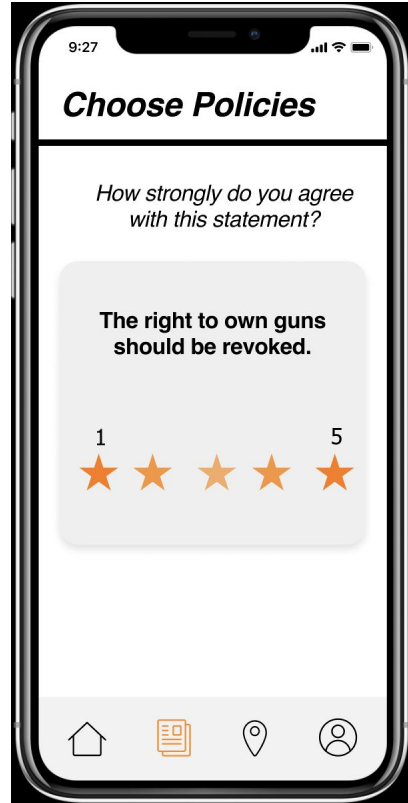 9:27
Choose Policies
How strongly do you agree
with this statement?
The right to own guns
should be revoked.
1 5